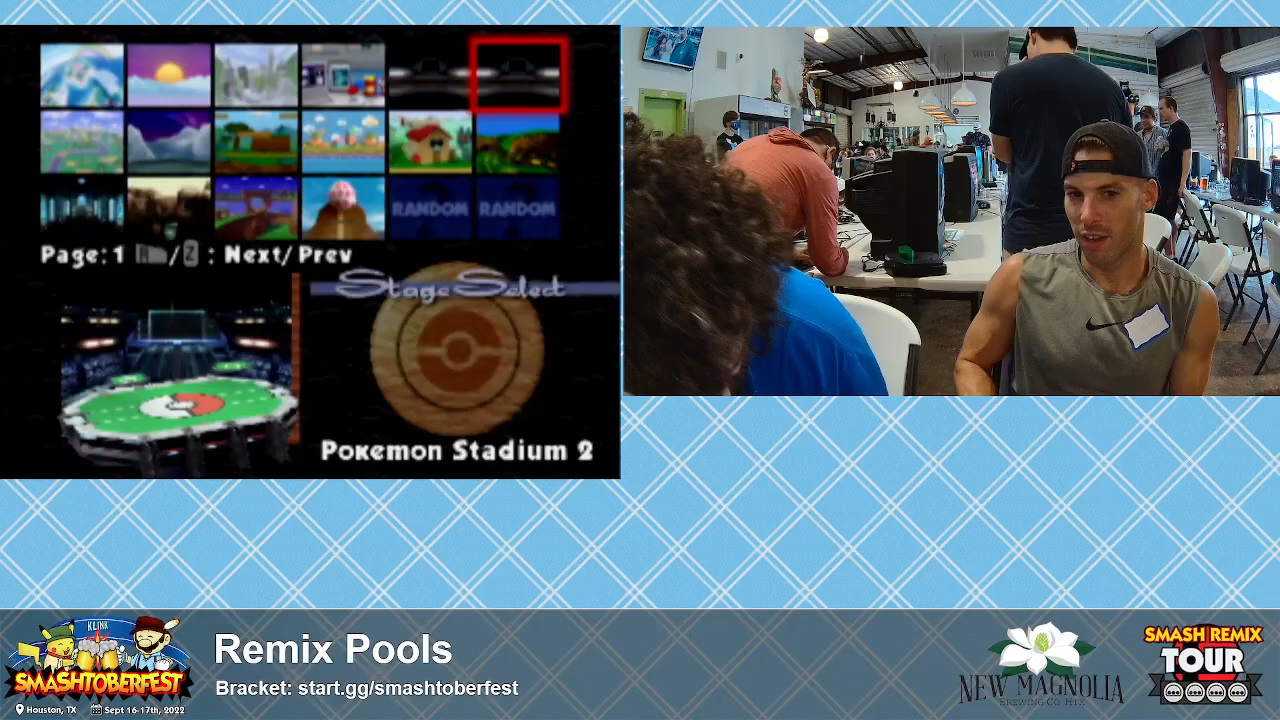 RANDOM RANDOM
Page:1 R/Z : Next/Prev
Stage Select
Pokemon Stadium 2
KLINK
SMASHTOBERFEST
Houston, TX Sept 16-17th, 2022
Remix Pools
Bracket: start.gg/smashtoberfest
NEW MAGNOLIA
BREWING CO HTX
SMASH REMIX
TOUR